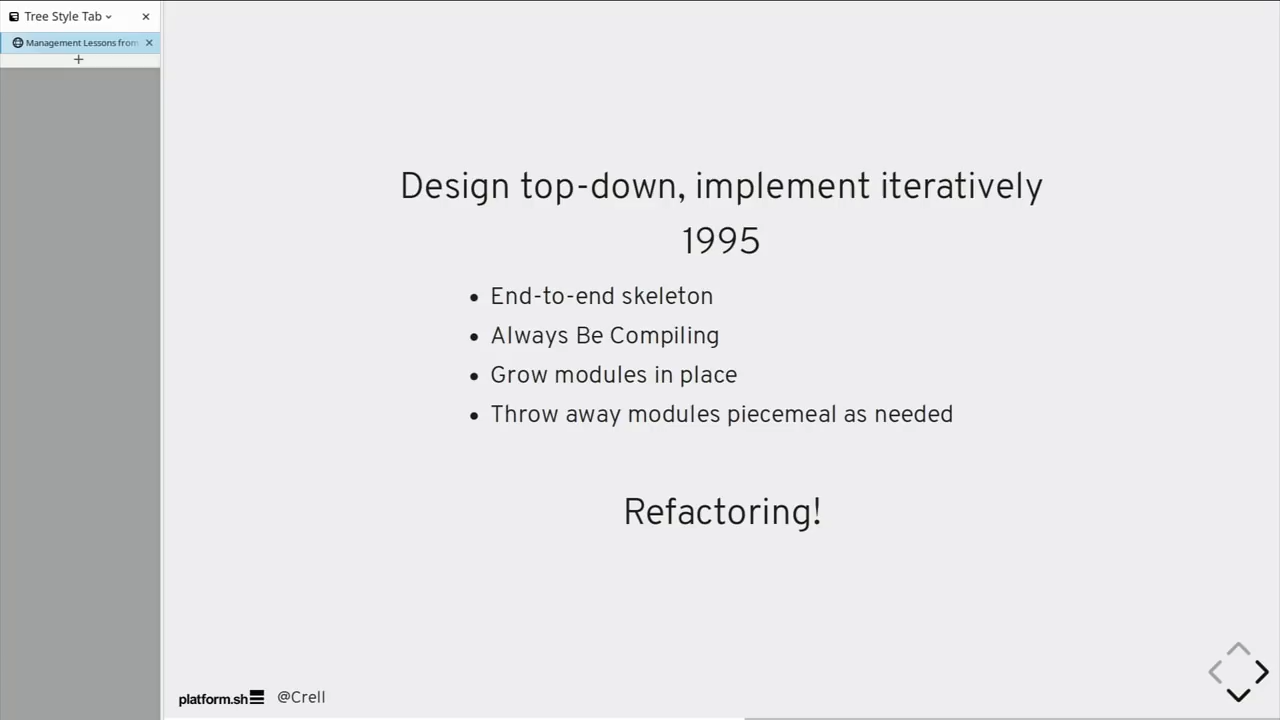 Tree Style Tab
Management Lessons from
Design top-down, implement iteratively
1995
End-to-end skeleton
Always Be Compiling
Grow modules in place
Throw away modules piecemeal as needed
Refactoring!
platform.sh @Crell